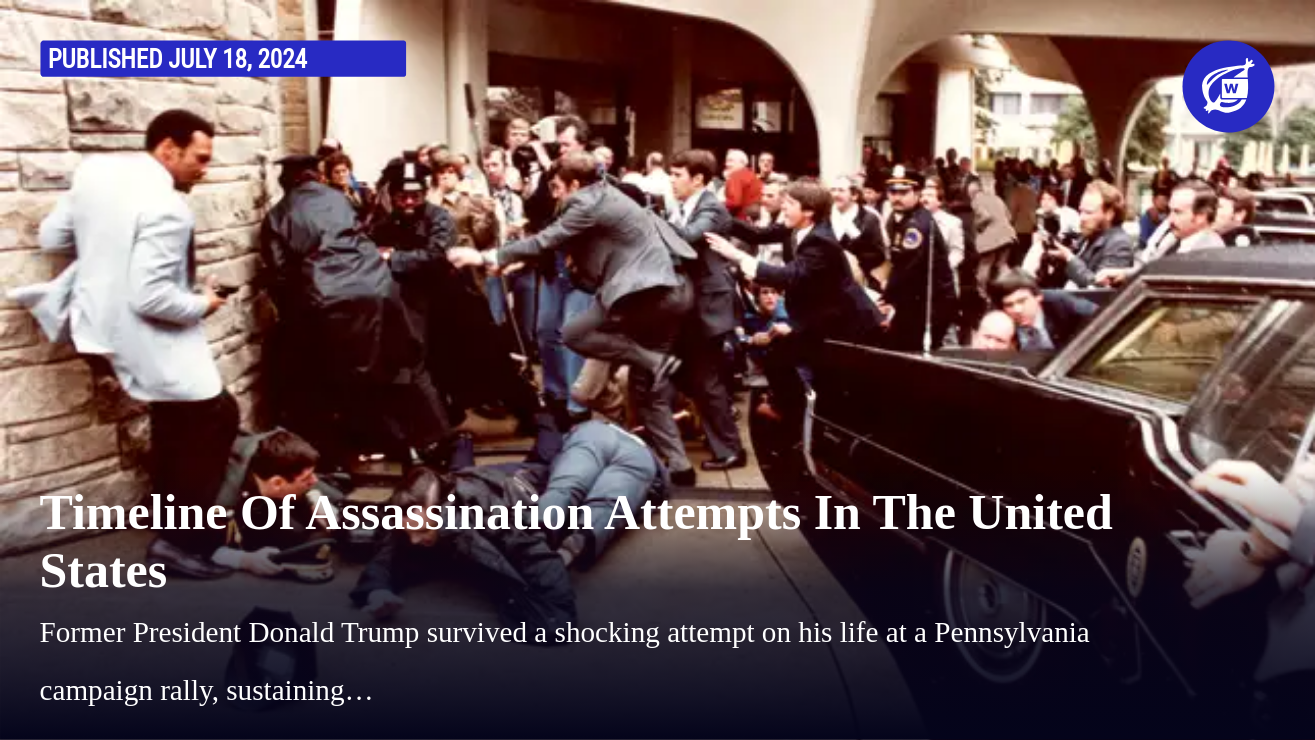 PUBLISHED JULY 18, 2024
W
Timeline Of Assassination Attempts In The United
States
Former President Donald Trump survived a shocking attempt on his life at a Pennsylvania
campaign rally, sustaining…